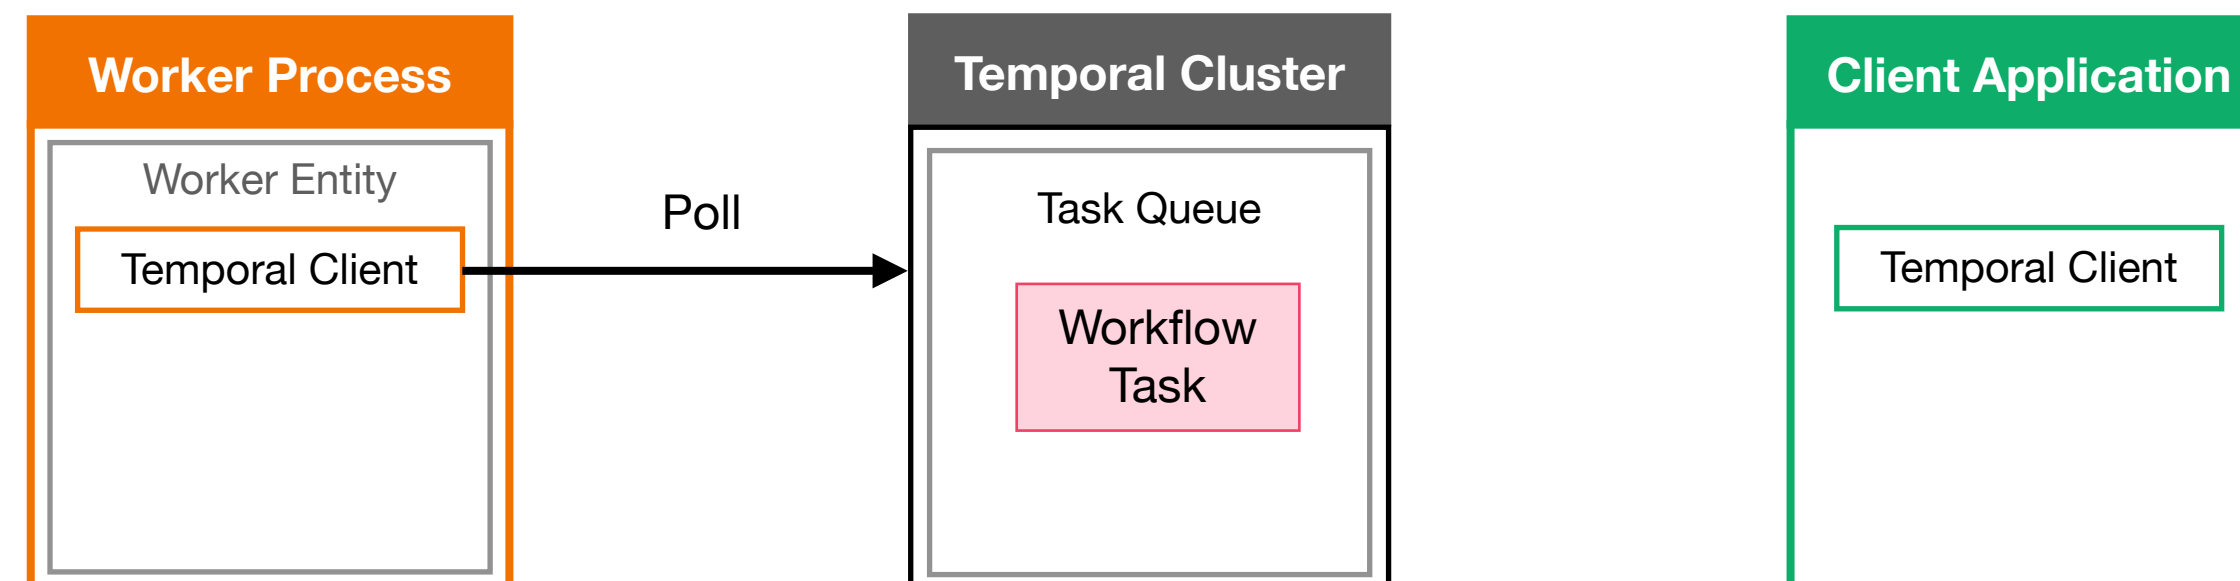 Worker Process
Worker Entity
Temporal Client
Poll
Temporal Cluster
Task Queue
Workflow
Task
Client Application
Temporal Client